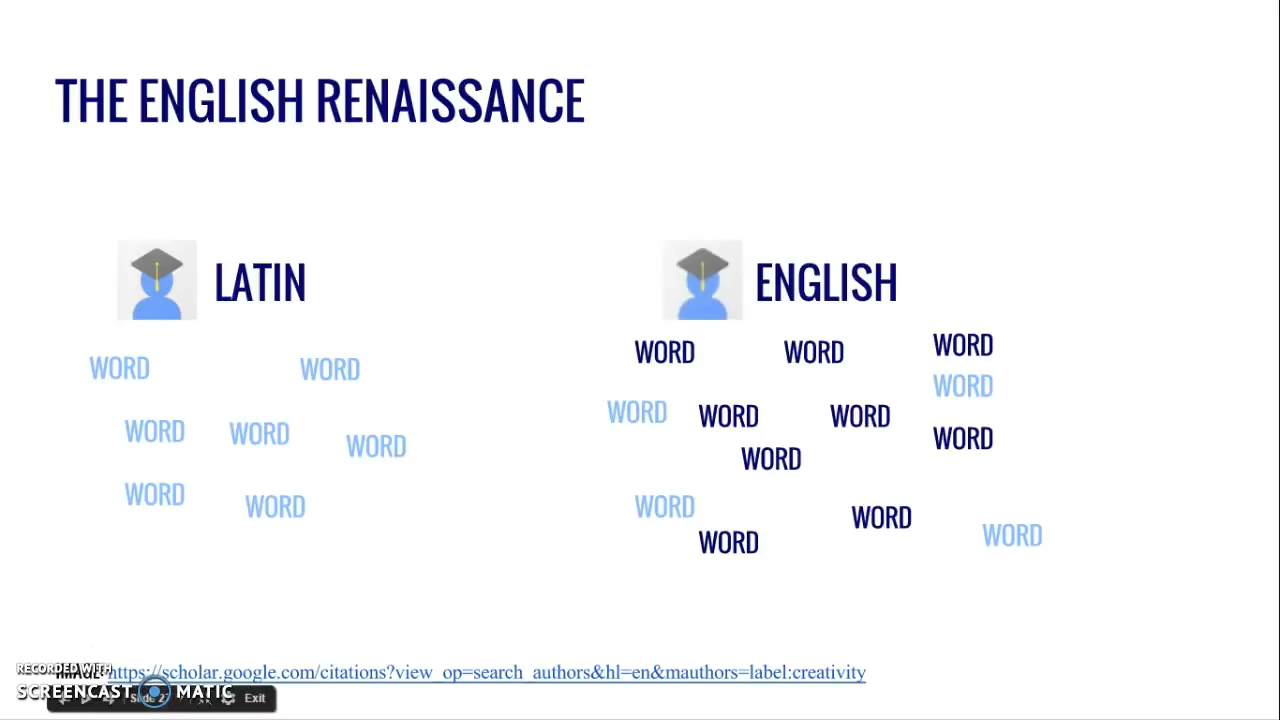 THE ENGLISH RENAISSANCE
LATIN
WORD WORD
WORD WORD WORD
WORD WORD
ENGLISH
WORD WORD WORD
WORD
WORD WORD WORD
WORD
WORD
WORD WORD
WORD
WORD
https://scholar.google.com/citations?view_op=search_authors&hl=en&mauthors=label:creativity
RECORDED WITH
SCREENCAST MATIC
Slide 2
Exit